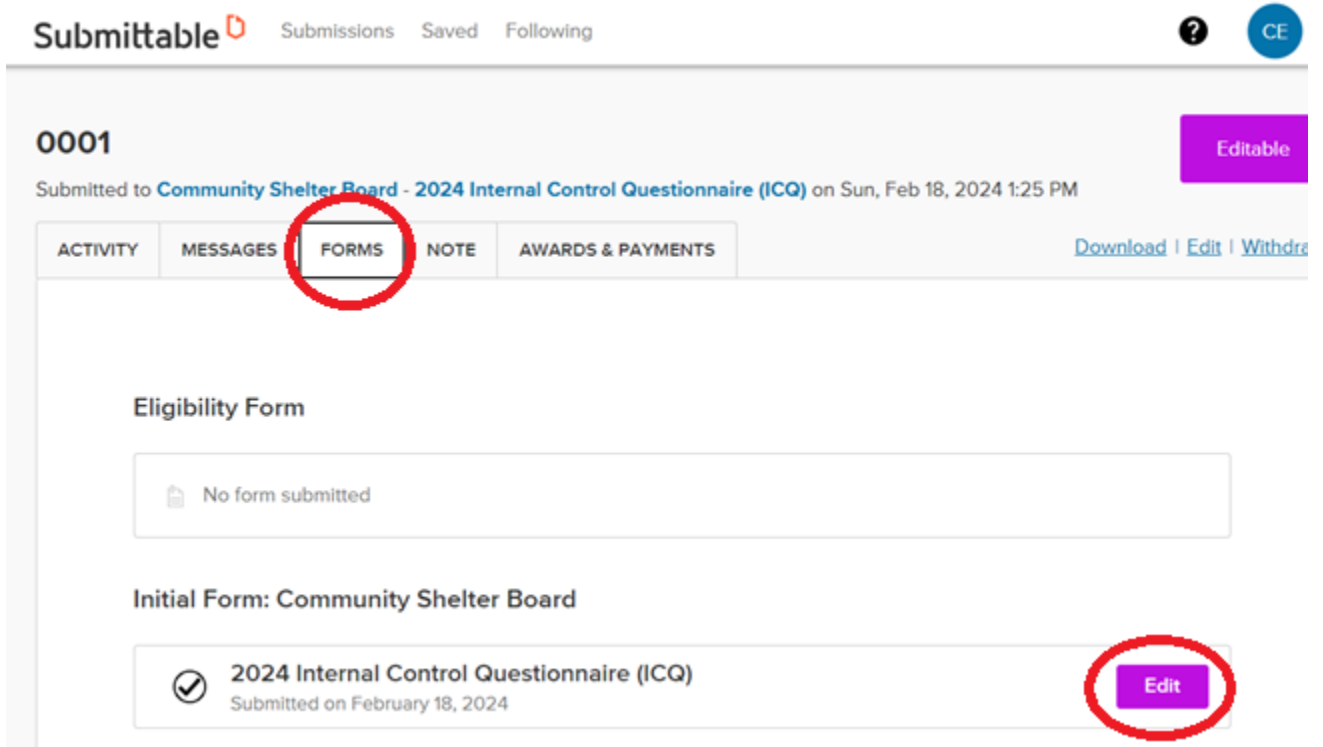 Submittable Submissions Saved Following CE
0001
Editable
Submitted to Community Shelter Board - 2024 Internal Control Questionnaire (ICQ) on Sun, Feb 18, 2024 1:25 PM
ACTIVITY MESSAGES FORMS NOTE AWARDS & PAYMENTS Download | Edit | Withdra
Eligibility Form
No form submitted
Initial Form: Community Shelter Board
2024 Internal Control Questionnaire (ICQ)
Edit
Submitted on February 18, 2024